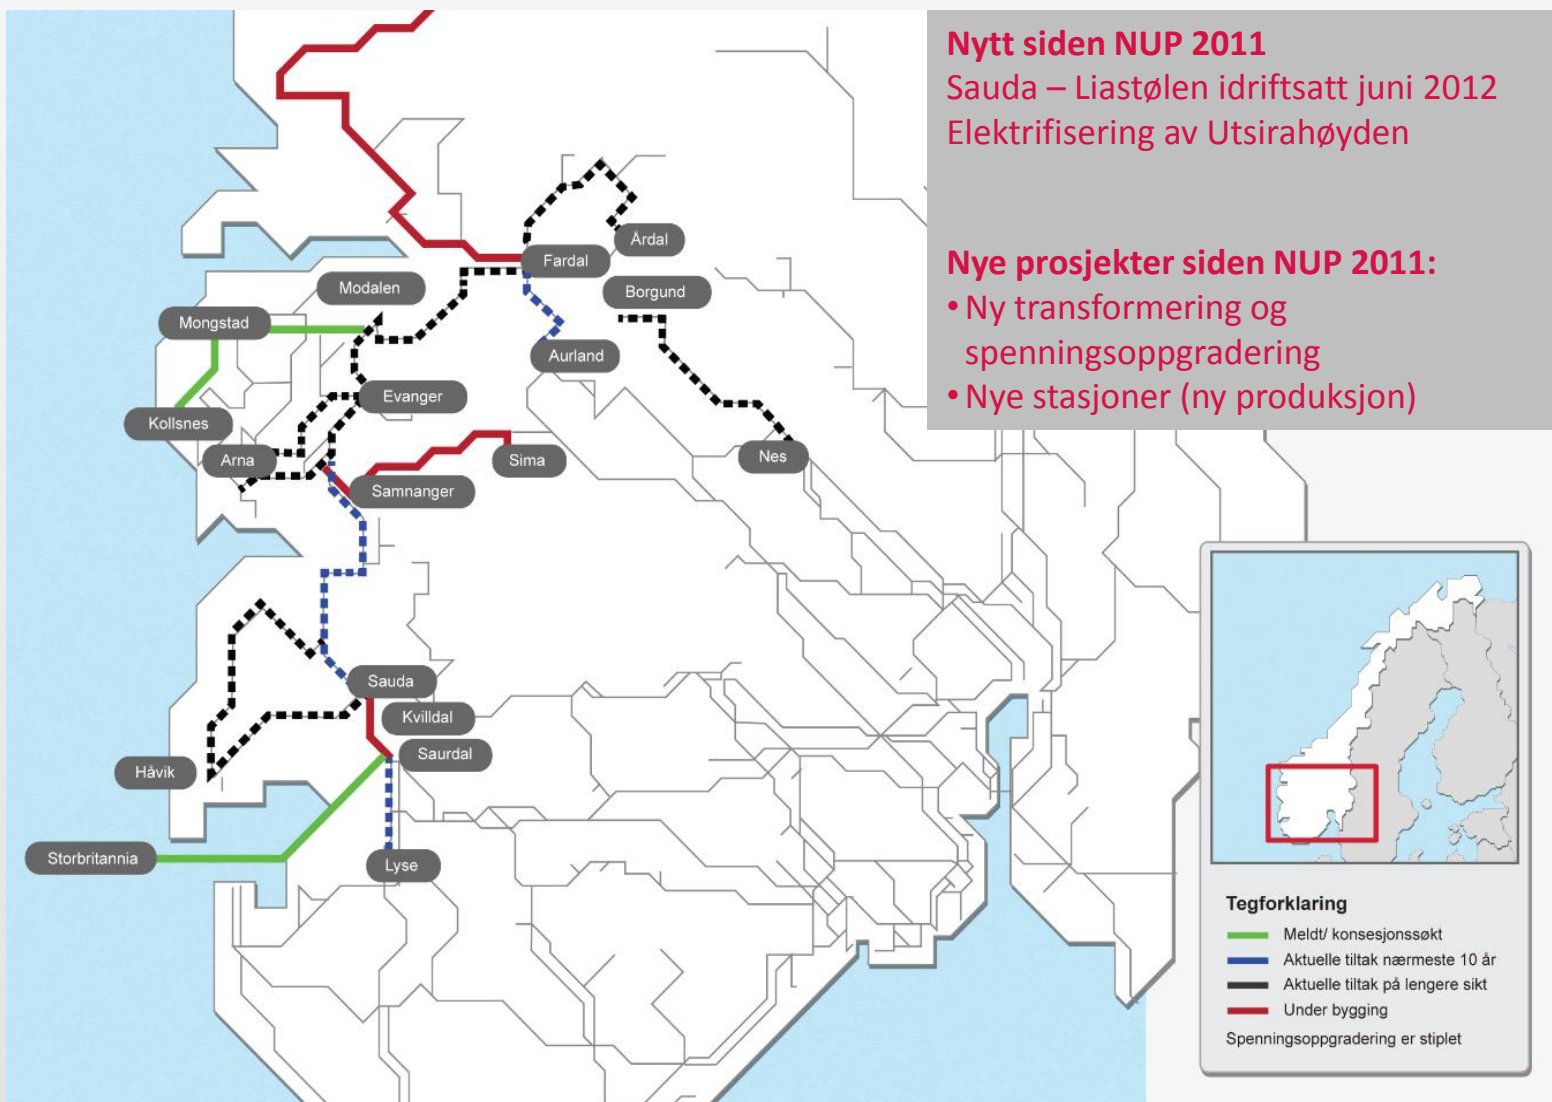 Nytt siden NUP 2011
Sauda – Liastølen idriftsatt juni 2012
Elektrifisering av Utsirahøyden
Nye prosjekter siden NUP 2011:
• Ny transformering og
spenningsoppgradering
• Nye stasjoner (ny produksjon)
Årdal
Fardal
Modalen
Borgund
Mongstad
Aurland
Evanger
Kollsnes
Arna
Sima
Nes
Samnanger
Sauda
Kvilldal
Saurdal
Håvik
Storbritannia
Lyse
Tegforklaring
Meldt/ konsesjonssøkt
Aktuelle tiltak nærmeste 10 år
Aktuelle tiltak på lengere sikt
Under bygging
Spenningsoppgradering er stiplet